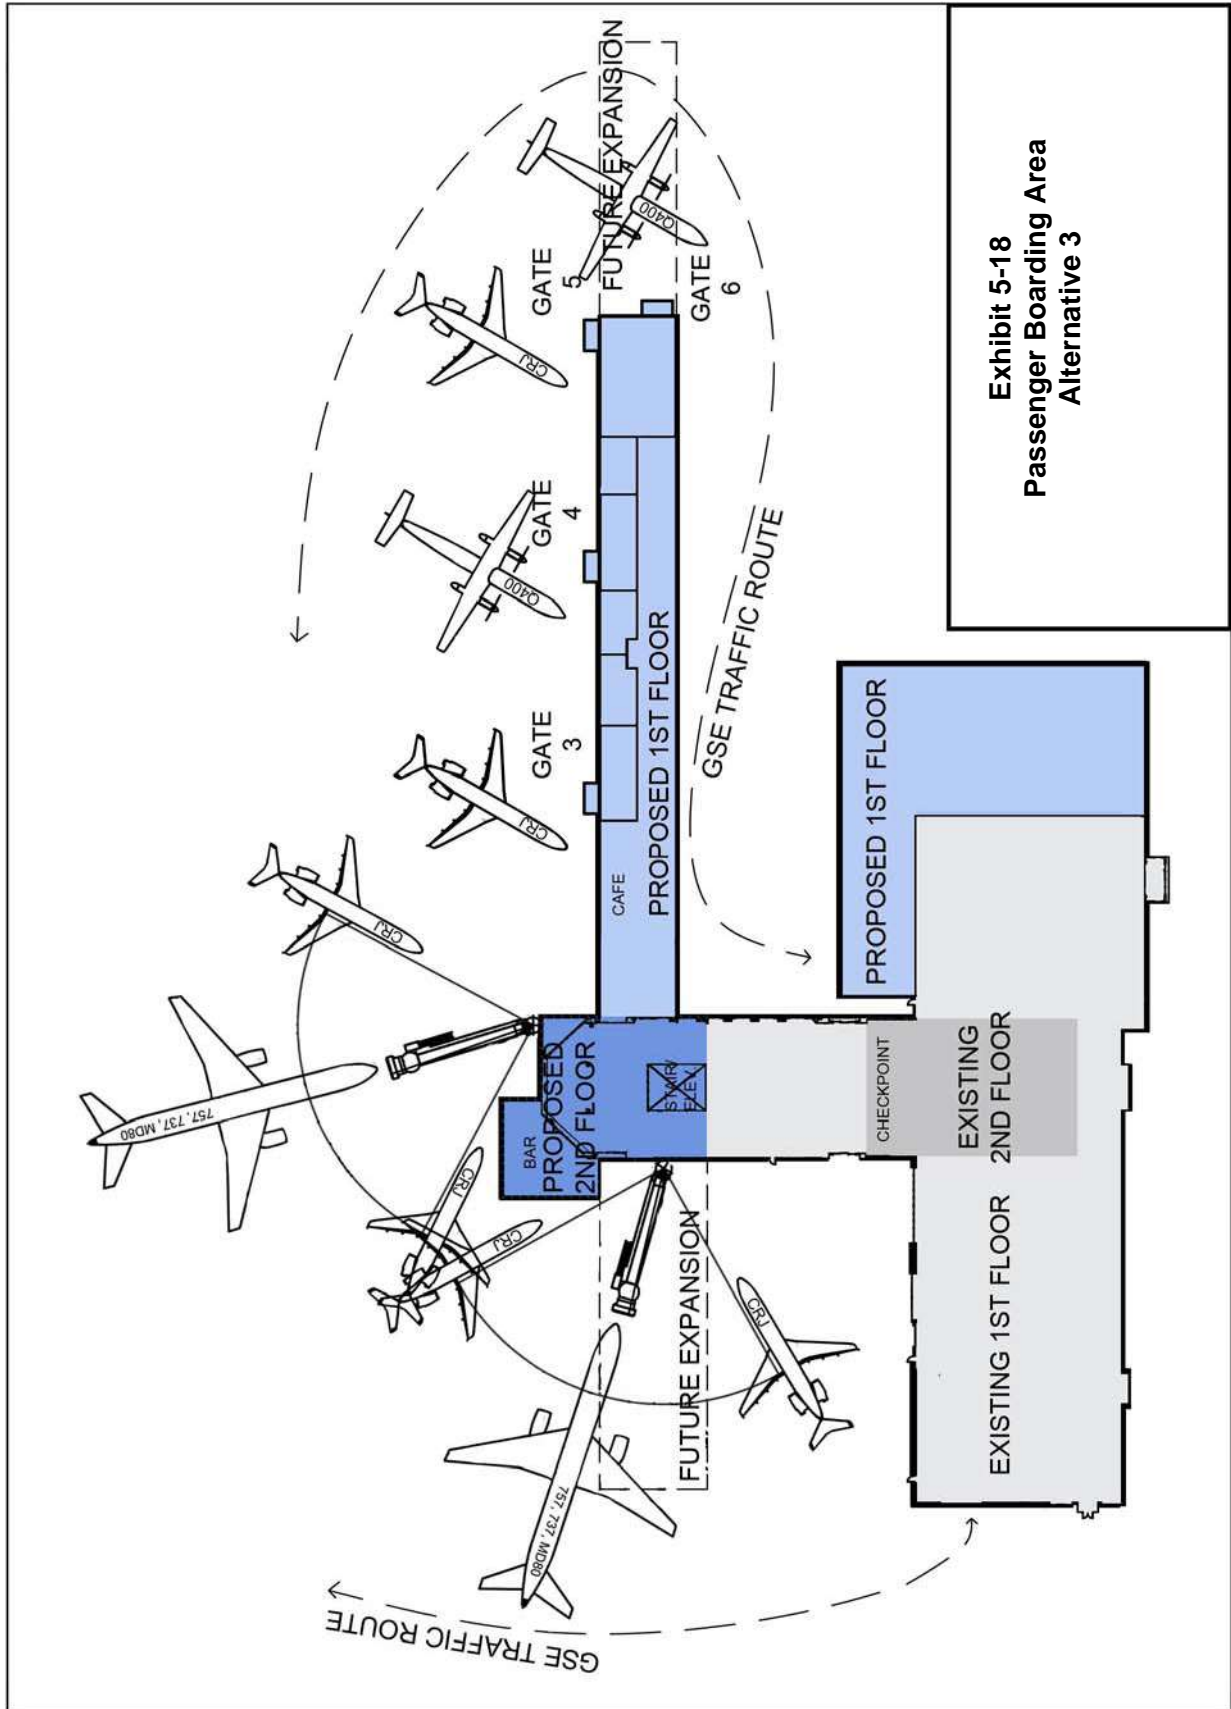 FUTURE EXPANSION
GATE
5
Q400
GATE
6
CRJ
GATE
4
Q400
GSE TRAFFIC ROUTE
GATE
3
CRJ
CAFE
PROPOSED 1ST FLOOR
CRJ
757, 737, MD80
BAR
PROPOSED
2ND FLOOR
STAIR/
ELEV.
CHECKPOINT
EXISTING
2ND FLOOR
PROPOSED 1ST FLOOR
CRJ
CRJ
FUTURE EXPANSION
CRJ
757, 737, MD80
EXISTING 1ST FLOOR
GSE TRAFFIC ROUTE
Exhibit 5-18
Passenger Boarding Area
Alternative 3